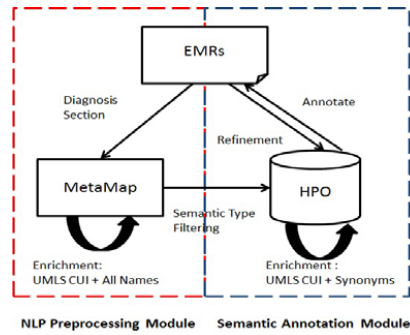 EMRs
Diagnosis
Section
Annotate
Refinement
MetaMap
HPO
Semantic Type
Filtering
Enrichment:
UMLS CUI + All Names
Enrichment :
UMLS CUI + Synonyms
NLP Preprocessing Module
Semantic Annotation Module